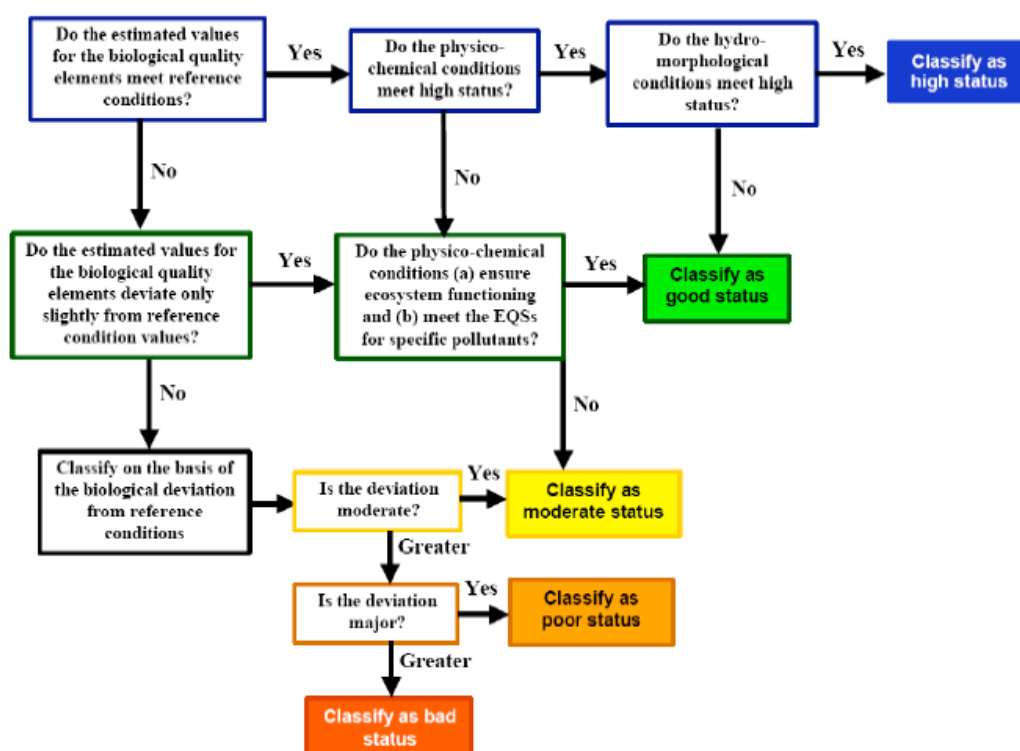 Do the estimated values
for the biological quality
elements meet reference
conditions?
Yes
Do the physico-
chemical conditions
meet high status?
Yes
Do the hydro-
morphological
conditions meet high
status?
Yes
Classify as
high status
No
No
No
Do the estimated values for
the biological quality
elements deviate only
slightly from reference
condition values?
Yes
Do the physico-chemical
conditions (a) ensure
ecosystem functioning
and (b) meet the EQSs
for specific pollutants?
Yes
Classify as
good status
No
No
Classify on the basis of
the biological deviation
from reference
conditions
Is the deviation
moderate?
Yes
Classify as
moderate status
Greater
Is the deviation
major?
Yes
Classify as
poor status
Greater
Classify as bad
status